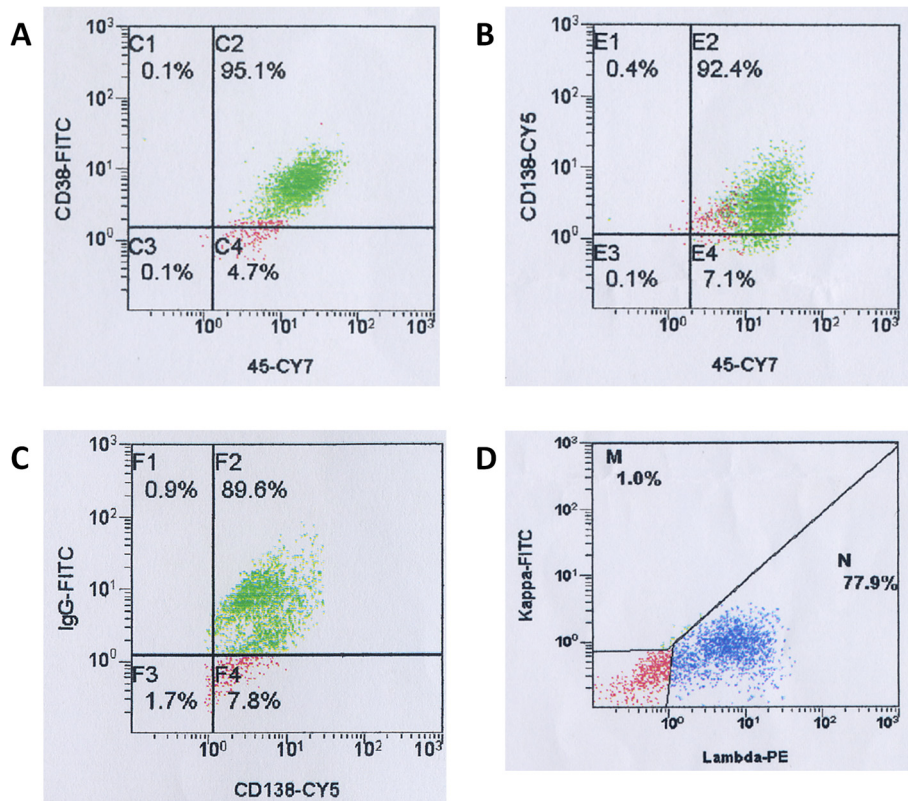 A
10³
C1
C2
0.1%
95.1%
10²
CD38-FITC
10¹
10⁰
C3
C4
0.1%
4.7%
10⁰
10¹
10²
10³
45-CY7
B
10³
E1
E2
0.4%
92.4%
10²
CD138-CY5
10¹
10⁰
E3
E4
0.1%
7.1%
10⁰
10¹
10²
10³
45-CY7
C
10³
F1
F2
0.9%
89.6%
10²
IgG-FITC
10¹
10⁰
F3
F4
1.7%
7.8%
10⁰
10¹
10²
10³
CD138-CY5
D
10³
M
1.0%
10²
Kappa-FITC
N
77.9%
10¹
10⁰
10⁰
10¹
10²
10³
Lambda-PE